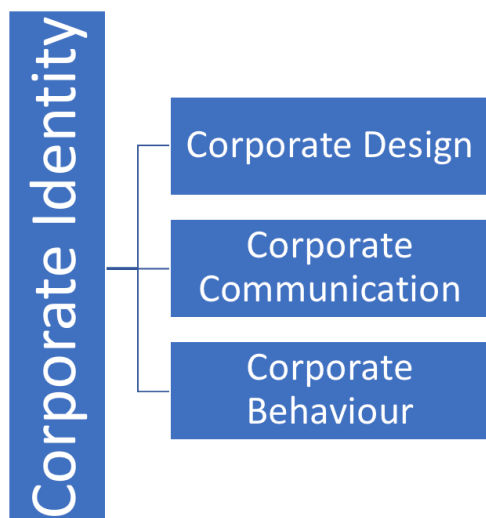 Corporate Identity
Corporate Design
Corporate
Communication
Corporate
Behaviour